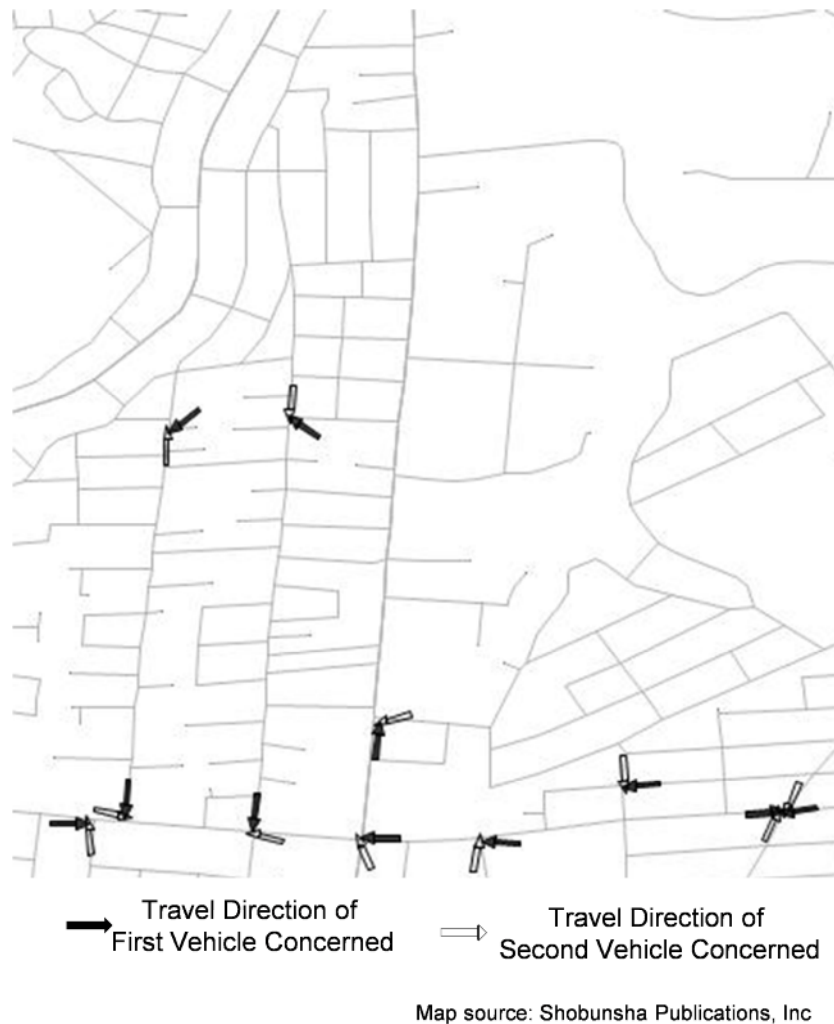 Travel Direction of
First Vehicle Concerned
Travel Direction of
Second Vehicle Concerned
Map source: Shobunsha Publications, Inc